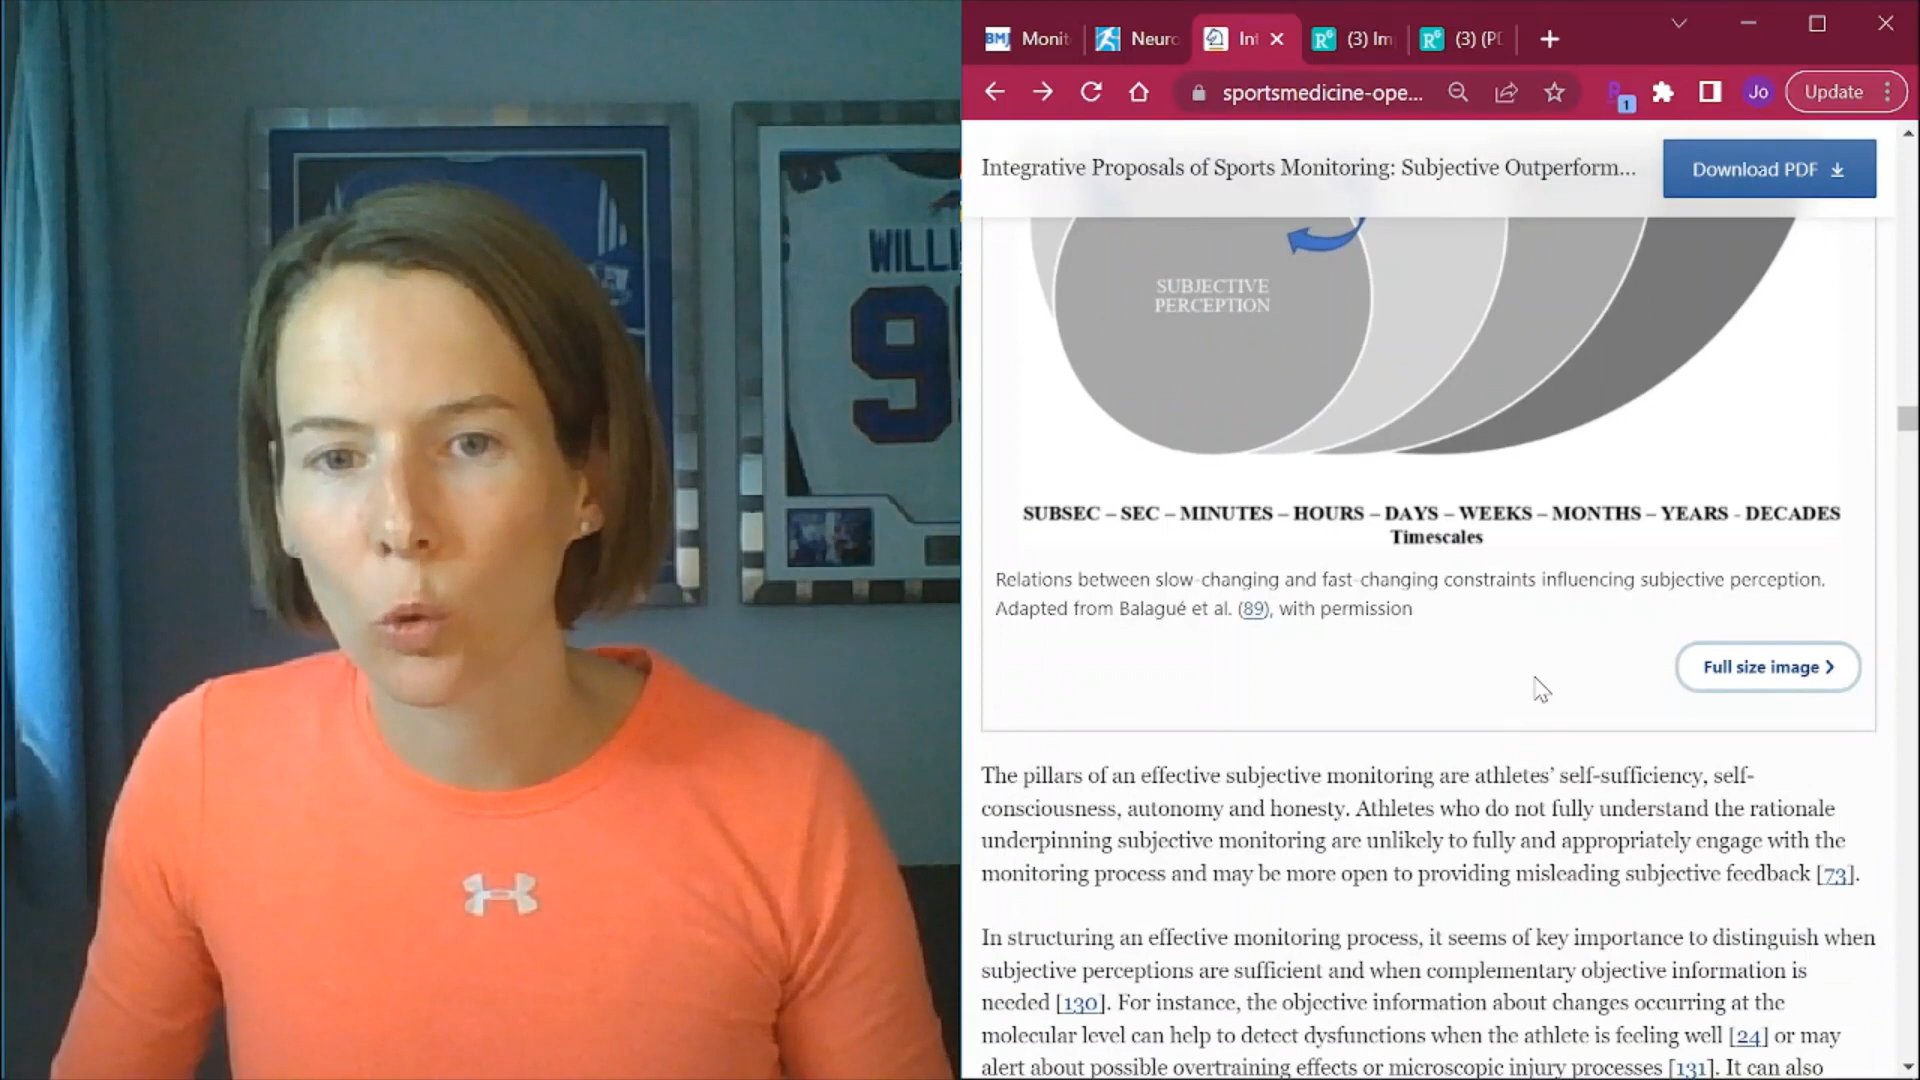 Monit
Neuro
Int
(3) Im
(3) (PD
sportsmedicine-ope...
1
Jo
Update
Integrative Proposals of Sports Monitoring: Subjective Outperform...
Download PDF
WILLI
9
SUBJECTIVE
PERCEPTION
SUBSEC – SEC – MINUTES – HOURS – DAYS – WEEKS – MONTHS – YEARS - DECADES
Timescales
Relations between slow-changing and fast-changing constraints influencing subjective perception.
Adapted from Balagué et al. (89), with permission
Full size image
The pillars of an effective subjective monitoring are athletes’ self-sufficiency, self-
consciousness, autonomy and honesty. Athletes who do not fully understand the rationale
underpinning subjective monitoring are unlikely to fully and appropriately engage with the
monitoring process and may be more open to providing misleading subjective feedback [73].
In structuring an effective monitoring process, it seems of key importance to distinguish when
subjective perceptions are sufficient and when complementary objective information is
needed [130]. For instance, the objective information about changes occurring at the
molecular level can help to detect dysfunctions when the athlete is feeling well [24] or may
alert about possible overtraining effects or microscopic injury processes [131]. It can also